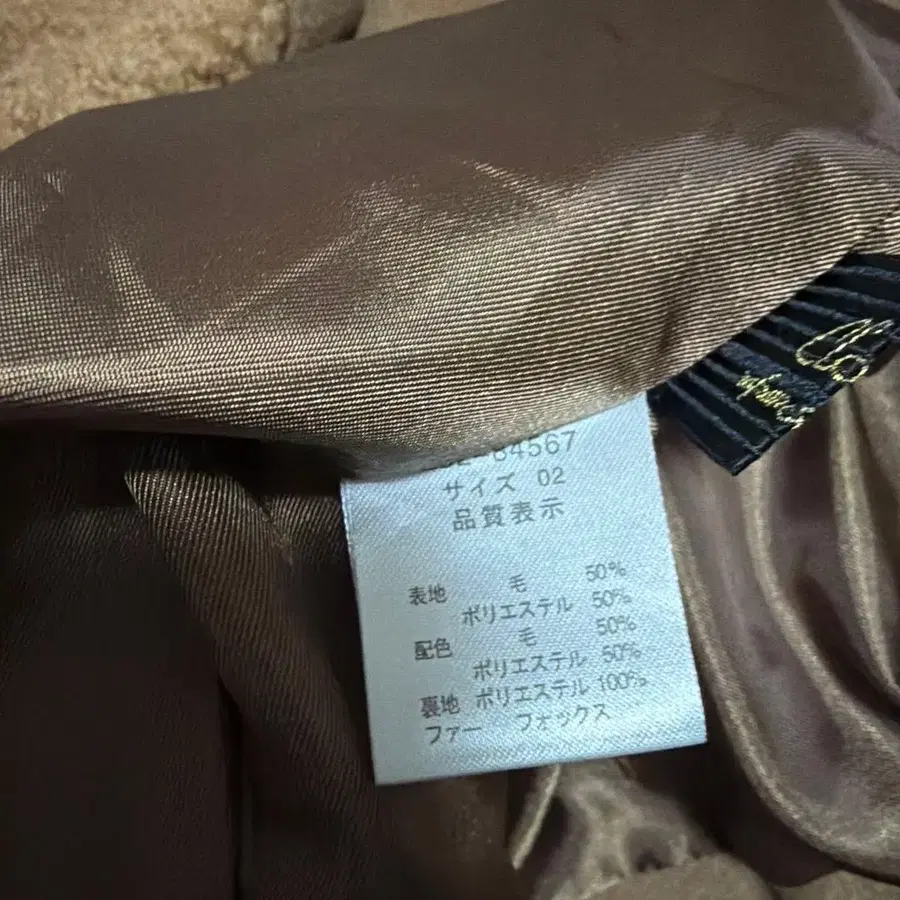 -64567
サイズ 02
品質表示
表地 毛 50%
ポリエステル 50%
配色 毛 50%
ポリエステル 50%
裏地 ポリエステル 100%
ファー フォックス